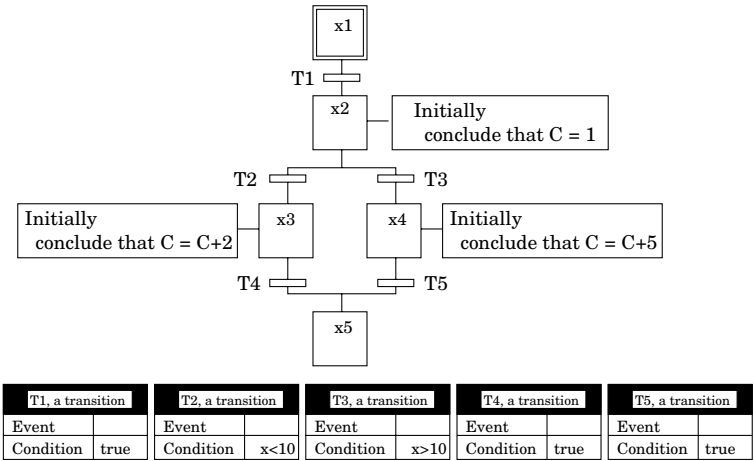 x1
T1
x2
Initially
conclude that C = 1
T2
T3
Initially
conclude that C = C+2
x3
x4
Initially
conclude that C = C+5
T4
T5
x5
T1, a transition
Event
Condition true
T2, a transition
Event
Condition x<10
T3, a transition
Event
Condition x>10
T4, a transition
Event
Condition true
T5, a transition
Event
Condition true